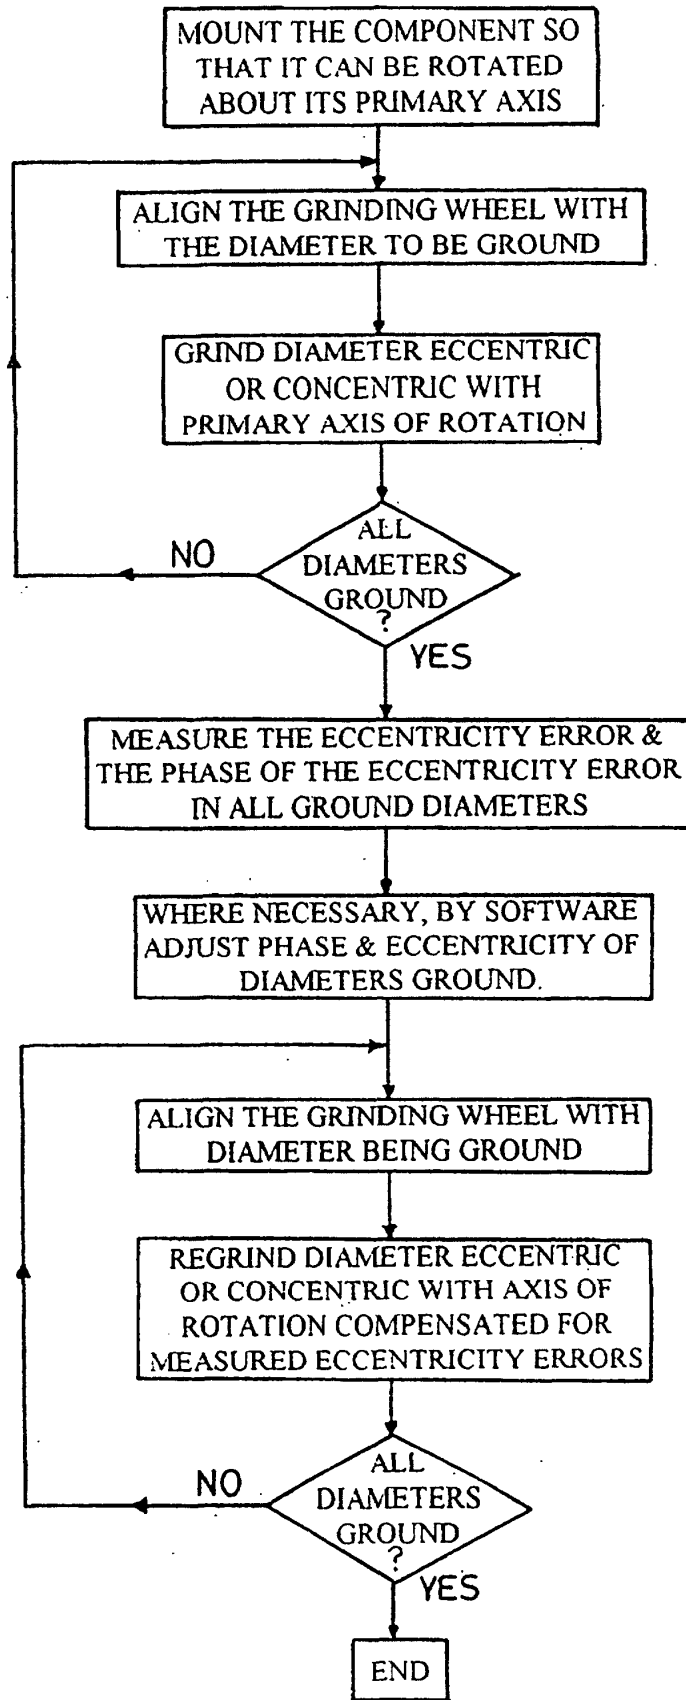 MOUNT THE COMPONENT SO
THAT IT CAN BE ROTATED
ABOUT ITS PRIMARY AXIS
ALIGN THE GRINDING WHEEL WITH
THE DIAMETER TO BE GROUND
GRIND DIAMETER ECCENTRIC
OR CONCENTRIC WITH
PRIMARY AXIS OF ROTATION
ALL
DIAMETERS
GROUND
?
NO
YES
MEASURE THE ECCENTRICITY ERROR &
THE PHASE OF THE ECCENTRICITY ERROR
IN ALL GROUND DIAMETERS
WHERE NECESSARY, BY SOFTWARE
ADJUST PHASE & ECCENTRICITY OF
DIAMETERS GROUND.
ALIGN THE GRINDING WHEEL WITH
DIAMETER BEING GROUND
REGRIND DIAMETER ECCENTRIC
OR CONCENTRIC WITH AXIS OF
ROTATION COMPENSATED FOR
MEASURED ECCENTRICITY ERRORS
ALL
DIAMETERS
GROUND
?
NO
YES
END